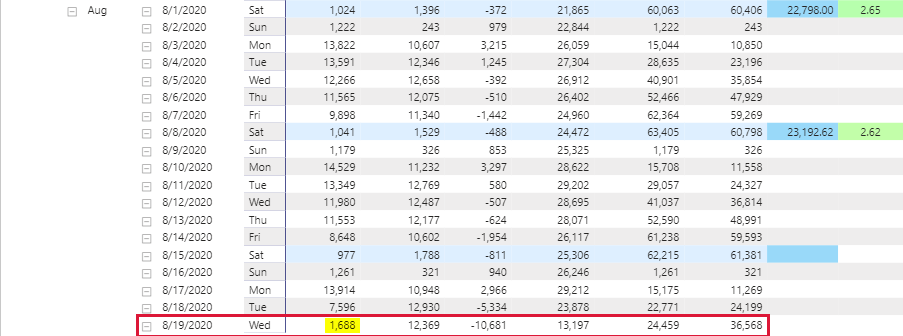 Aug 8/1/2020 Sat 1,024 1,396 -372 21,865 60,063 60,406 22,798.00 2.65
8/2/2020 Sun 1,222 243 979 22,844 1,222 243
8/3/2020 Mon 13,822 10,607 3,215 26,059 15,044 10,850
8/4/2020 Tue 13,591 12,346 1,245 27,304 28,635 23,196
8/5/2020 Wed 12,266 12,658 -392 26,912 40,901 35,854
8/6/2020 Thu 11,565 12,075 -510 26,402 52,466 47,929
8/7/2020 Fri 9,898 11,340 -1,442 24,960 62,364 59,269
8/8/2020 Sat 1,041 1,529 -488 24,472 63,405 60,798 23,192.62 2.62
8/9/2020 Sun 1,179 326 853 25,325 1,179 326
8/10/2020 Mon 14,529 11,232 3,297 28,622 15,708 11,558
8/11/2020 Tue 13,349 12,769 580 29,202 29,057 24,327
8/12/2020 Wed 11,980 12,487 -507 28,695 41,037 36,814
8/13/2020 Thu 11,553 12,177 -624 28,071 52,590 48,991
8/14/2020 Fri 8,648 10,602 -1,954 26,117 61,238 59,593
8/15/2020 Sat 977 1,788 -811 25,306 62,215 61,381
8/16/2020 Sun 1,261 321 940 26,246 1,261 321
8/17/2020 Mon 13,914 10,948 2,966 29,212 15,175 11,269
8/18/2020 Tue 7,596 12,930 -5,334 23,878 22,771 24,199
8/19/2020 Wed 1,688 12,369 -10,681 13,197 24,459 36,568